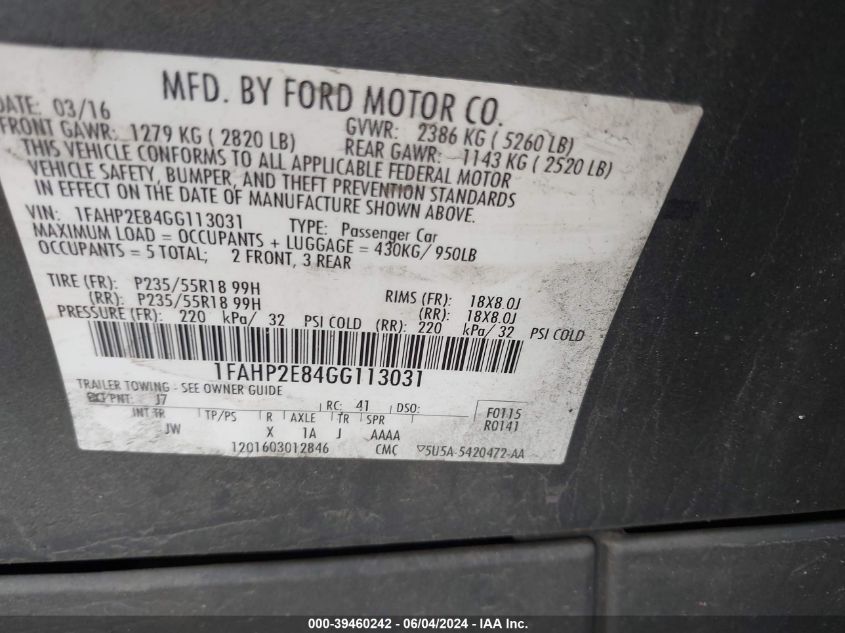 MFD. BY FORD MOTOR CO.
DATE: 03/16 GVWR: 2386 KG ( 5260 LB)
FRONT GAWR: 1279 KG ( 2820 LB) REAR GAWR: 1143 KG ( 2520 LB)
THIS VEHICLE CONFORMS TO ALL APPLICABLE FEDERAL MOTOR
VEHICLE SAFETY, BUMPER, AND THEFT PREVENTION STANDARDS
IN EFFECT ON THE DATE OF MANUFACTURE SHOWN ABOVE.
VIN: 1FAHP2E84GG113031 TYPE: Passenger Car
MAXIMUM LOAD = OCCUPANTS + LUGGAGE = 430KG/ 950LB
OCCUPANTS = 5 TOTAL; 2 FRONT, 3 REAR
TIRE (FR): P235/55R18 99H RIMS (FR): 18X8.0J
(RR): P235/55R18 99H (RR): 18X8.0J
PRESSURE (FR): 220 kPa/ 32 PSI COLD (RR): 220 kPa/ 32 PSI COLD
1FAHP2E84GG113031
TRAILER TOWING - SEE OWNER GUIDE
EXT PNT: J7 RC: 41 DSO: F0115
R0141
INT TR TP/PS R AXLE TR SPR
JW X 1A J AAAA
1201603012846 CMC ▽5U5A-5420472-AA
000-39460242 - 06/04/2024 - IAA Inc.